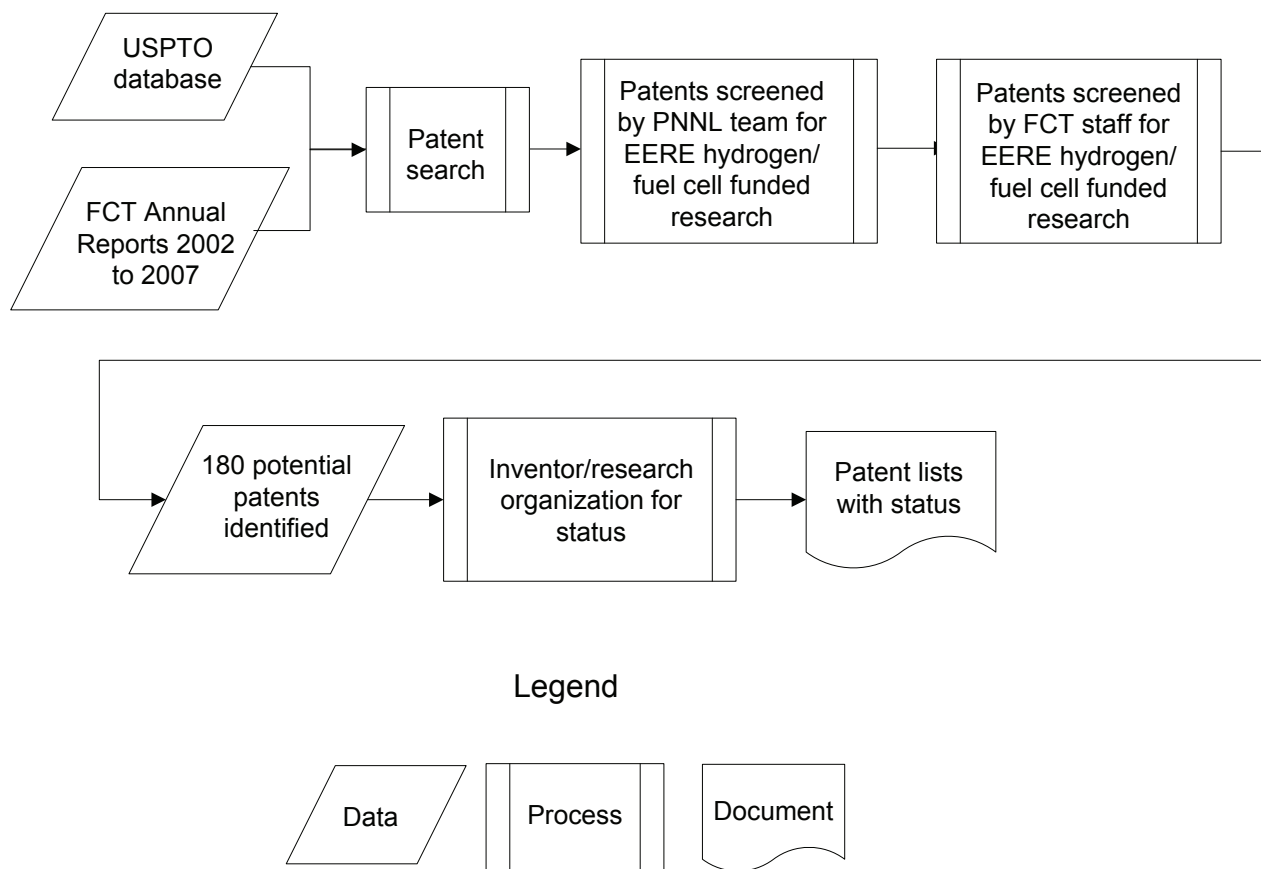 USPTO
database
FCT Annual
Reports 2002
to 2007
Patent
search
Patents screened
by PNNL team for
EERE hydrogen/
fuel cell funded
research
Patents screened
by FCT staff for
EERE hydrogen/
fuel cell funded
research
180 potential
patents
identified
Inventor/research
organization for
status
Patent lists
with status
Legend
Data
Process
Document